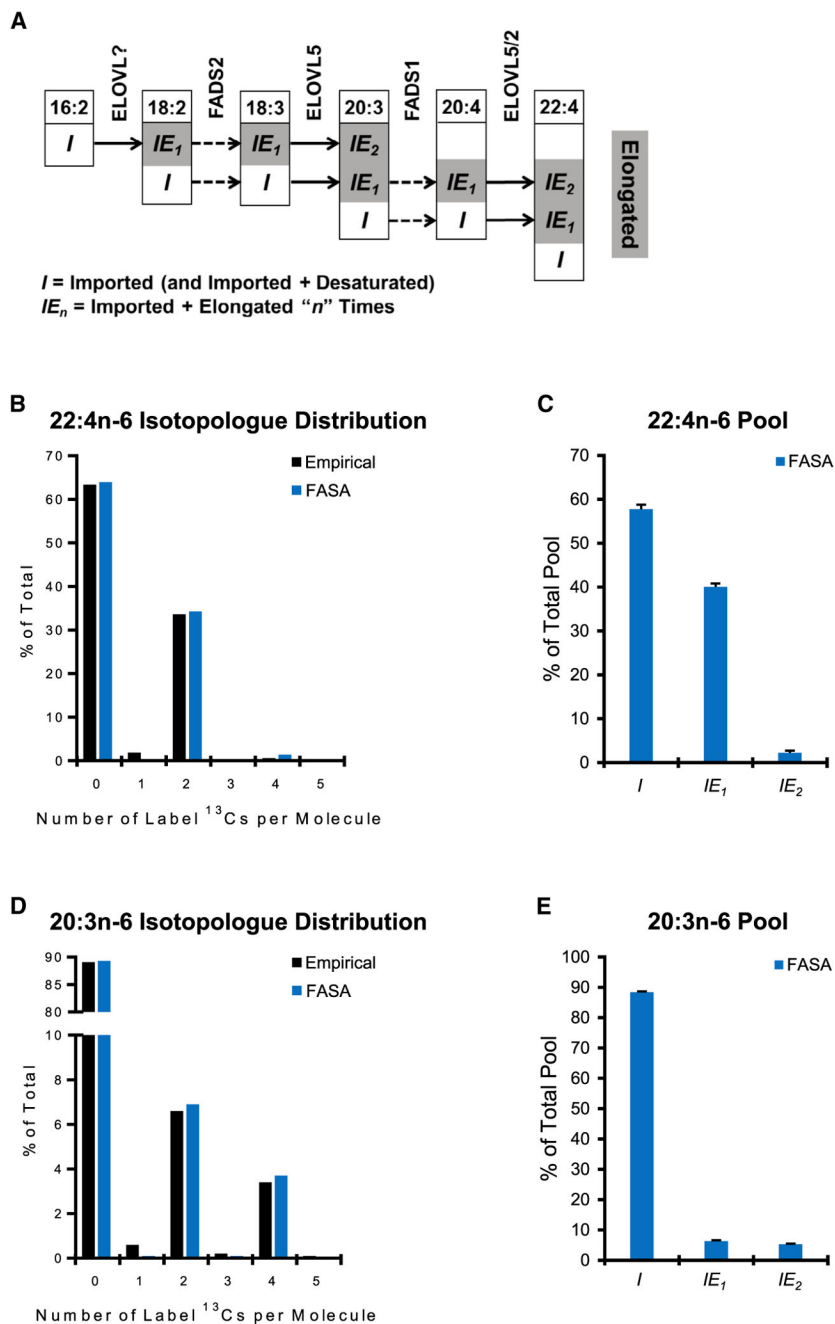 A
ELOVL?
FADS2
ELOVL5
FADS1
ELOVL5/2
16:2
18:2
18:3
20:3
20:4
22:4
I
IE1
IE1
IE2
I
I
IE1
IE1
IE2
I
I
IE1
I
Elongated
I = Imported (and Imported + Desaturated)
IEn = Imported + Elongated “n” Times
B
22:4n-6 Isotopologue Distribution
Empirical
FASA
70
60
50
40
30
20
10
0
% of Total
0 1 2 3 4 5
Number of Label 13Cs per Molecule
C
22:4n-6 Pool
FASA
70
60
50
40
30
20
10
0
% of Total Pool
I IE1 IE2
D
20:3n-6 Isotopologue Distribution
Empirical
FASA
90
85
80
10
8
6
4
2
0
% of Total
0 1 2 3 4 5
Number of Label 13Cs per Molecule
E
20:3n-6 Pool
FASA
100
90
80
70
60
50
40
30
20
10
0
% of Total Pool
I IE1 IE2